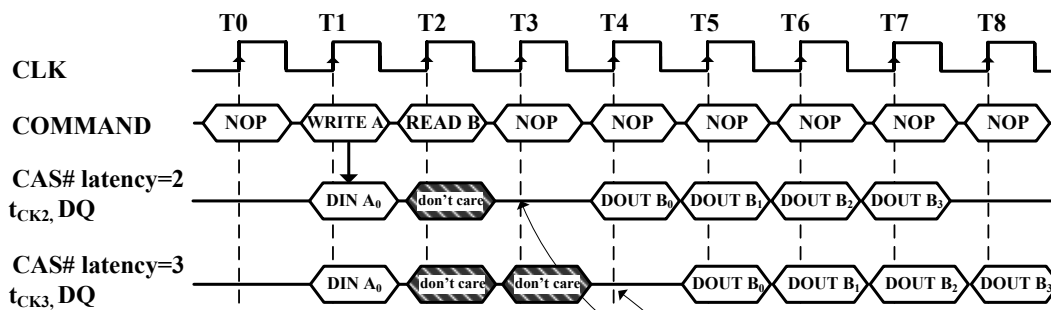 T0 T1 T2 T3 T4 T5 T6 T7 T8
CLK
COMMAND NOP WRITE A READ B NOP NOP NOP NOP NOP NOP
CAS# latency=2
tCK2, DQ DIN A0 don't care DOUT B0 DOUT B1 DOUT B2 DOUT B3
CAS# latency=3
tCK3, DQ DIN A0 don't care don't care DOUT B0 DOUT B1 DOUT B2 DOUT B3